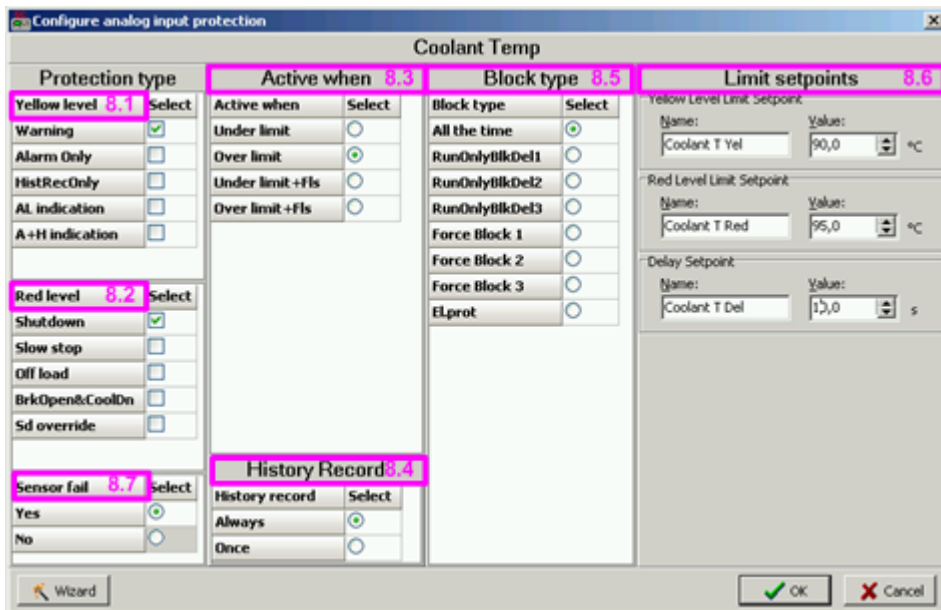 Configure analog input protection
Coolant Temp
Protection type
Yellow level 8.1 Select
Warning
Alarm Only
HistRecOnly
AL indication
A+H indication
Red level 8.2 Select
Shutdown
Slow stop
Off load
BrkOpen&CoolDn
Sd override
Sensor fail 8.7 Select
Yes
No
Active when 8.3
Active when Select
Under limit
Over limit
Under limit+Fls
Over limit+Fls
History Record 8.4
History record Select
Always
Once
Block type 8.5
Block type Select
All the time
RunOnlyBlkDel1
RunOnlyBlkDel2
RunOnlyBlkDel3
Force Block 1
Force Block 2
Force Block 3
El.prot
Limit setpoints 8.6
Yellow Level Limit Setpoint
Name: Value:
Coolant T Yel 90,0 °C
Red Level Limit Setpoint
Name: Value:
Coolant T Red 95,0 °C
Delay Setpoint
Name: Value:
Coolant T Del s
Wizard OK Cancel